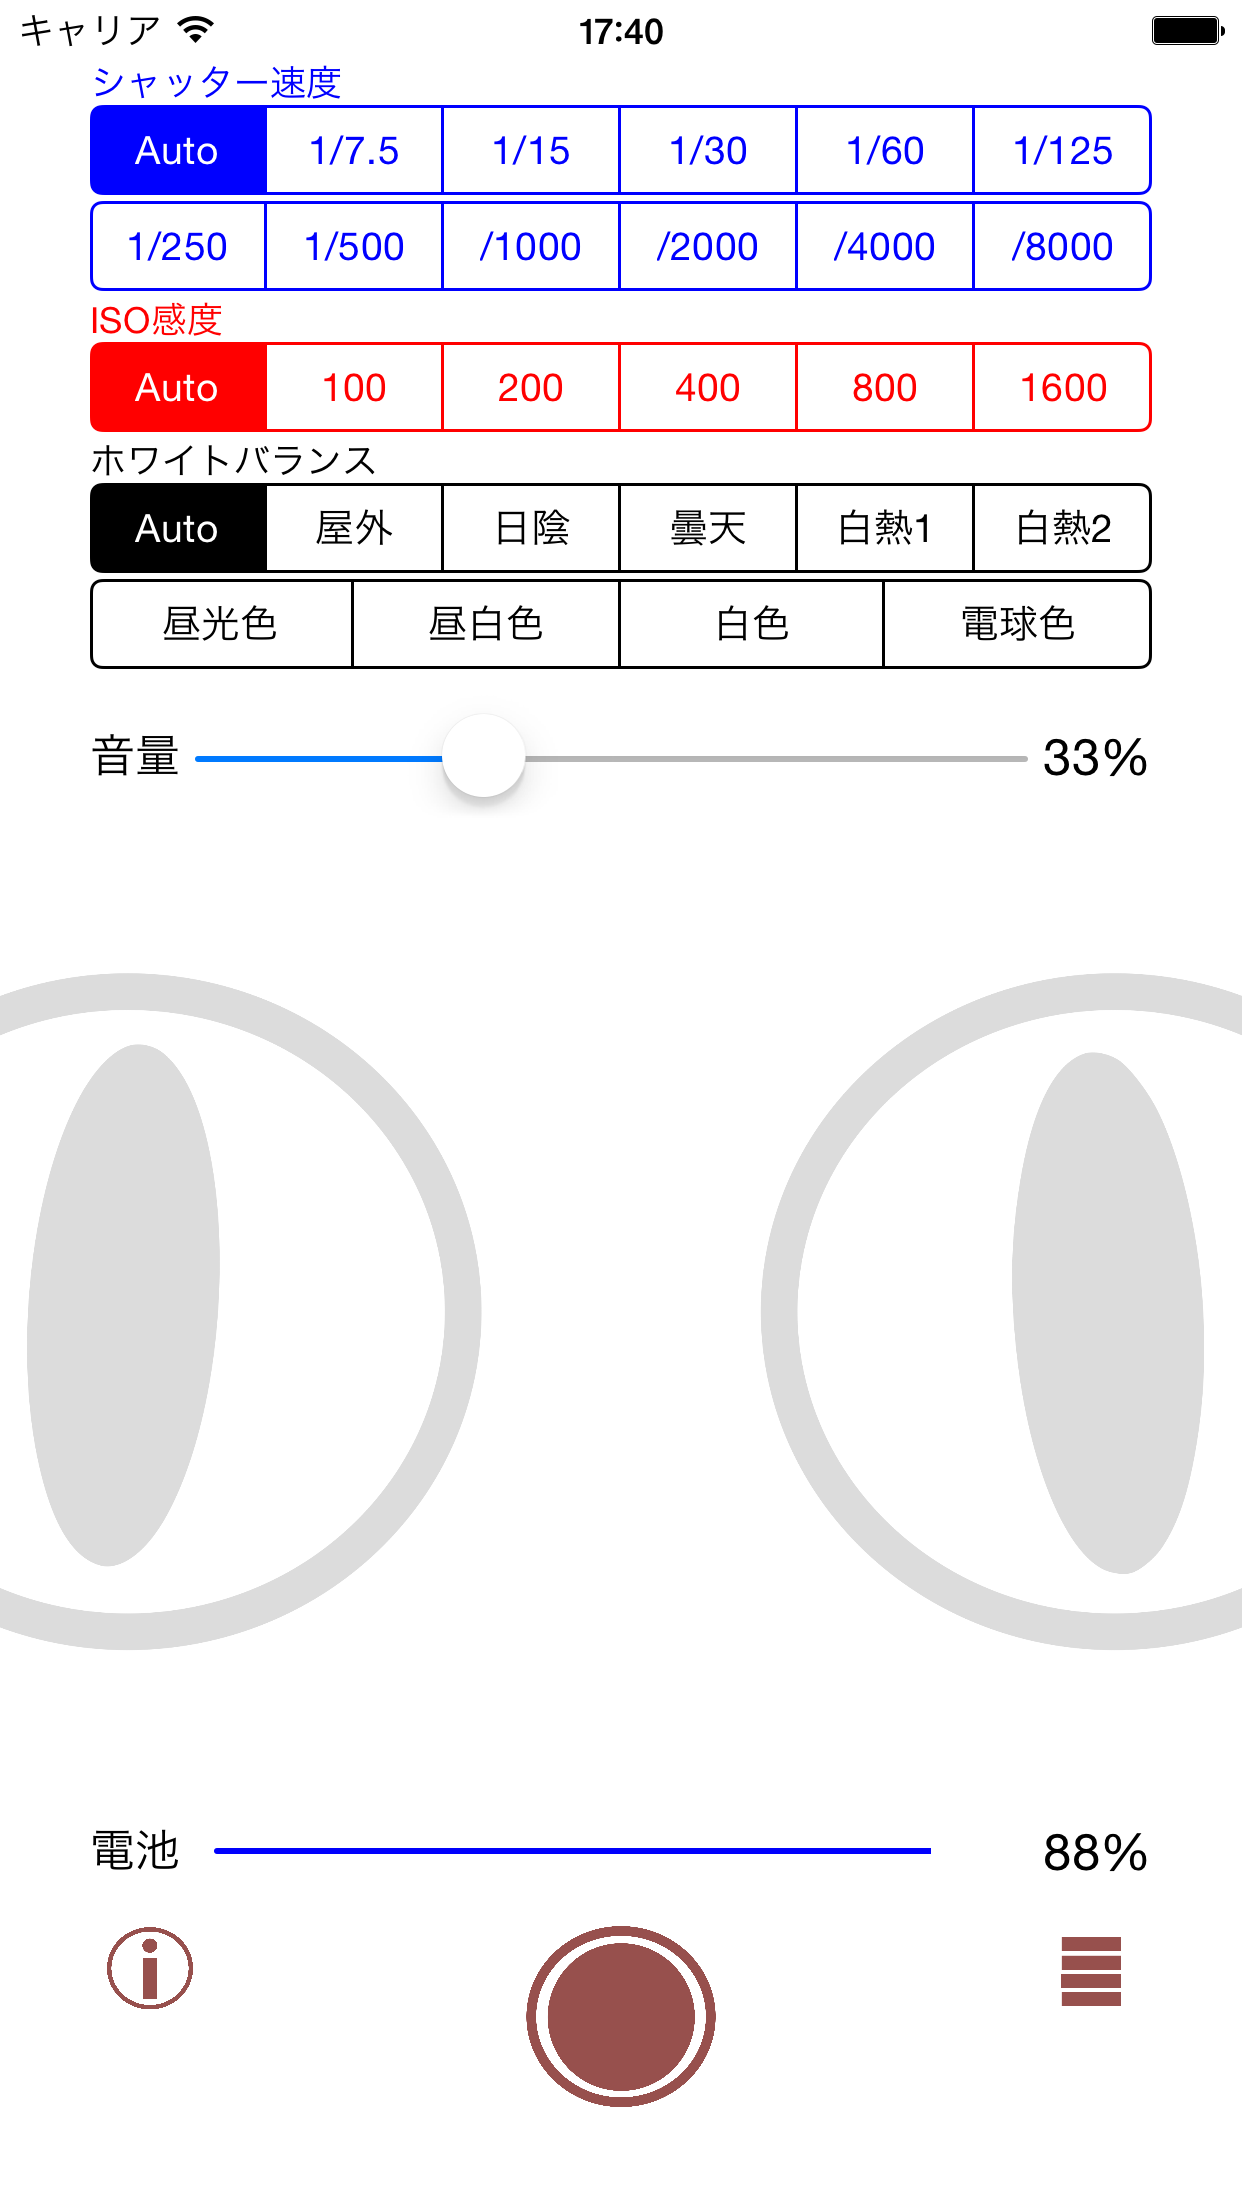 キャリア 17:40
シャッター速度
Auto 1/7.5 1/15 1/30 1/60 1/125
1/250 1/500 /1000 /2000 /4000 /8000
ISO感度
Auto 100 200 400 800 1600
ホワイトバランス
Auto 屋外 日陰 曇天 白熱1 白熱2
昼光色 昼白色 白色 電球色
音量 33%
電池 88%